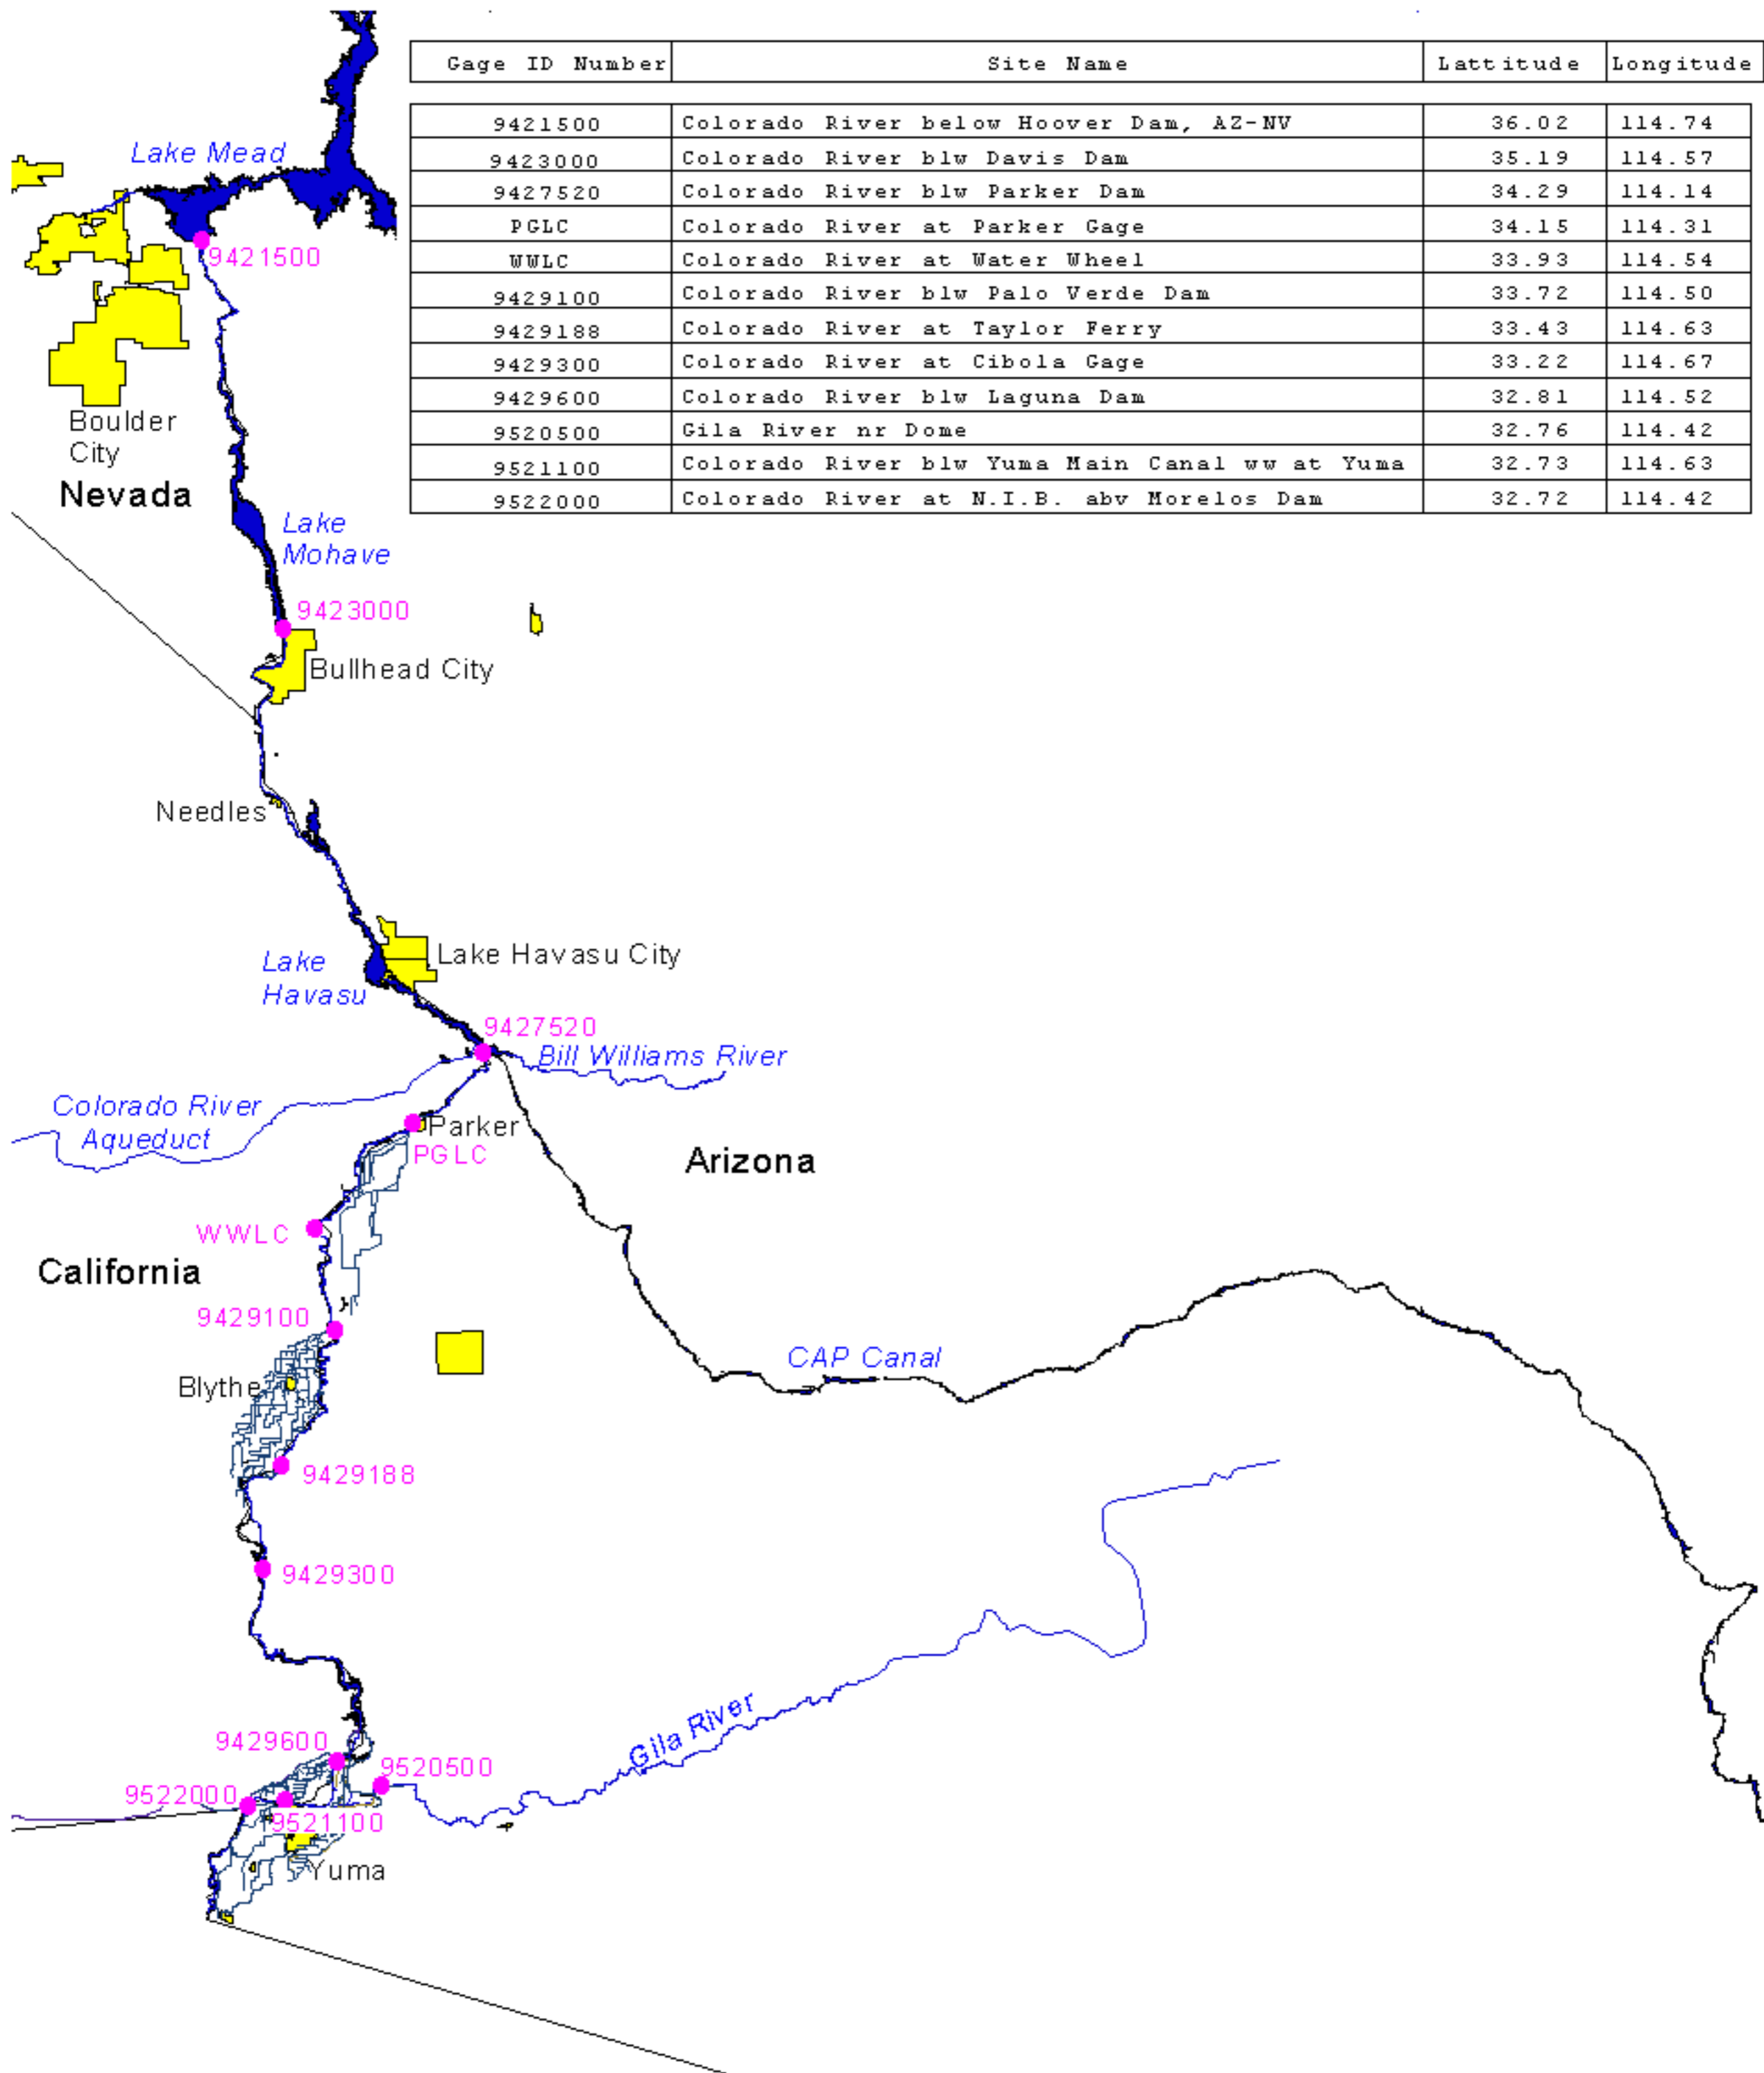 Gage ID Number Site Name Lattitude Longitude
9421500 Colorado River below Hoover Dam, AZ-NV 36.02 114.74
9423000 Colorado River blw Davis Dam 35.19 114.57
9427520 Colorado River blw Parker Dam 34.29 114.14
PGLC Colorado River at Parker Gage 34.15 114.31
WWLC Colorado River at Water Wheel 33.93 114.54
9429100 Colorado River blw Palo Verde Dam 33.72 114.50
9429188 Colorado River at Taylor Ferry 33.43 114.63
9429300 Colorado River at Cibola Gage 33.22 114.67
9429600 Colorado River blw Laguna Dam 32.81 114.52
9520500 Gila River nr Dome 32.76 114.42
9521100 Colorado River blw Yuma Main Canal ww at Yuma 32.73 114.63
9522000 Colorado River at N.I.B. abv Morelos Dam 32.72 114.42
Lake Mead
9421500
Boulder
City
Nevada
Lake
Mohave
9423000
Bullhead City
Needles
Lake Havasu City
Lake
Havasu
9427520
Bill Williams River
Colorado River
Aqueduct
Parker
PGLC
Arizona
WWLC
California
9429100
CAP Canal
Blythe
9429188
9429300
Gila River
9429600
9520500
9522000
9521100
Yuma